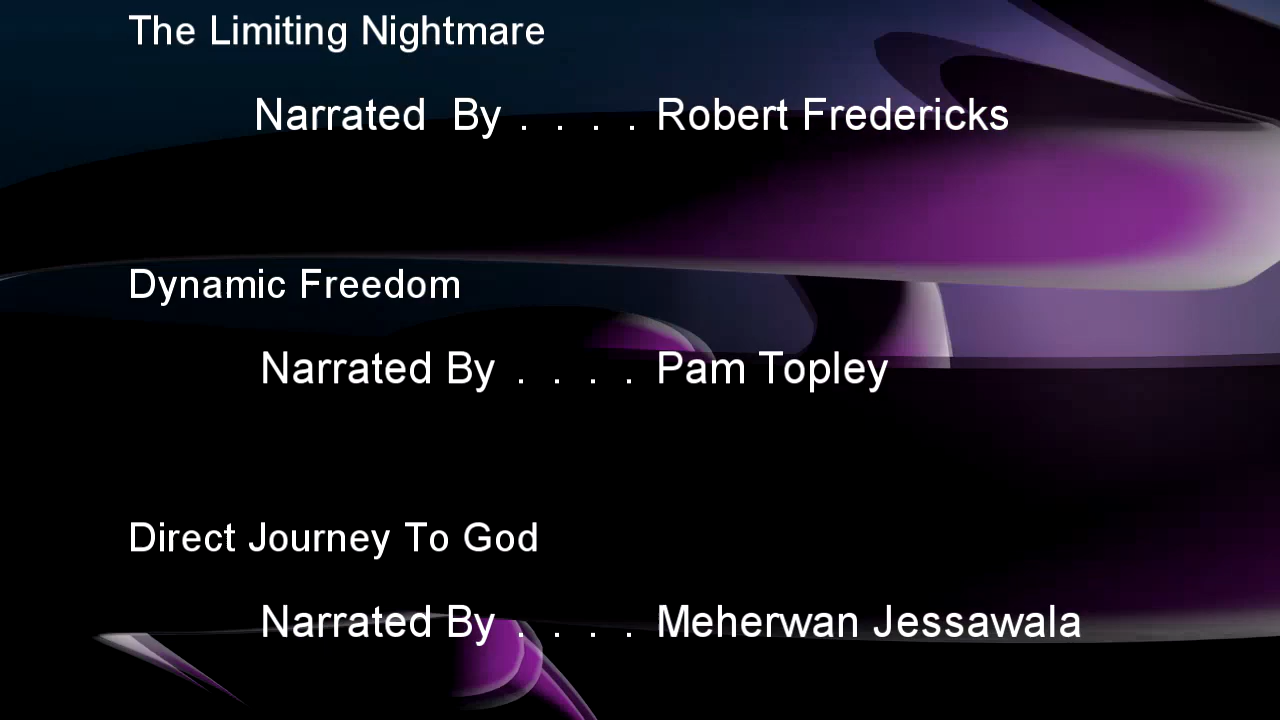 The Limiting Nightmare
Narrated By . . . . Robert Fredericks
Dynamic Freedom
Narrated By . . . . Pam Topley
Direct Journey To God
Narrated By . . . . Meherwan Jessawala